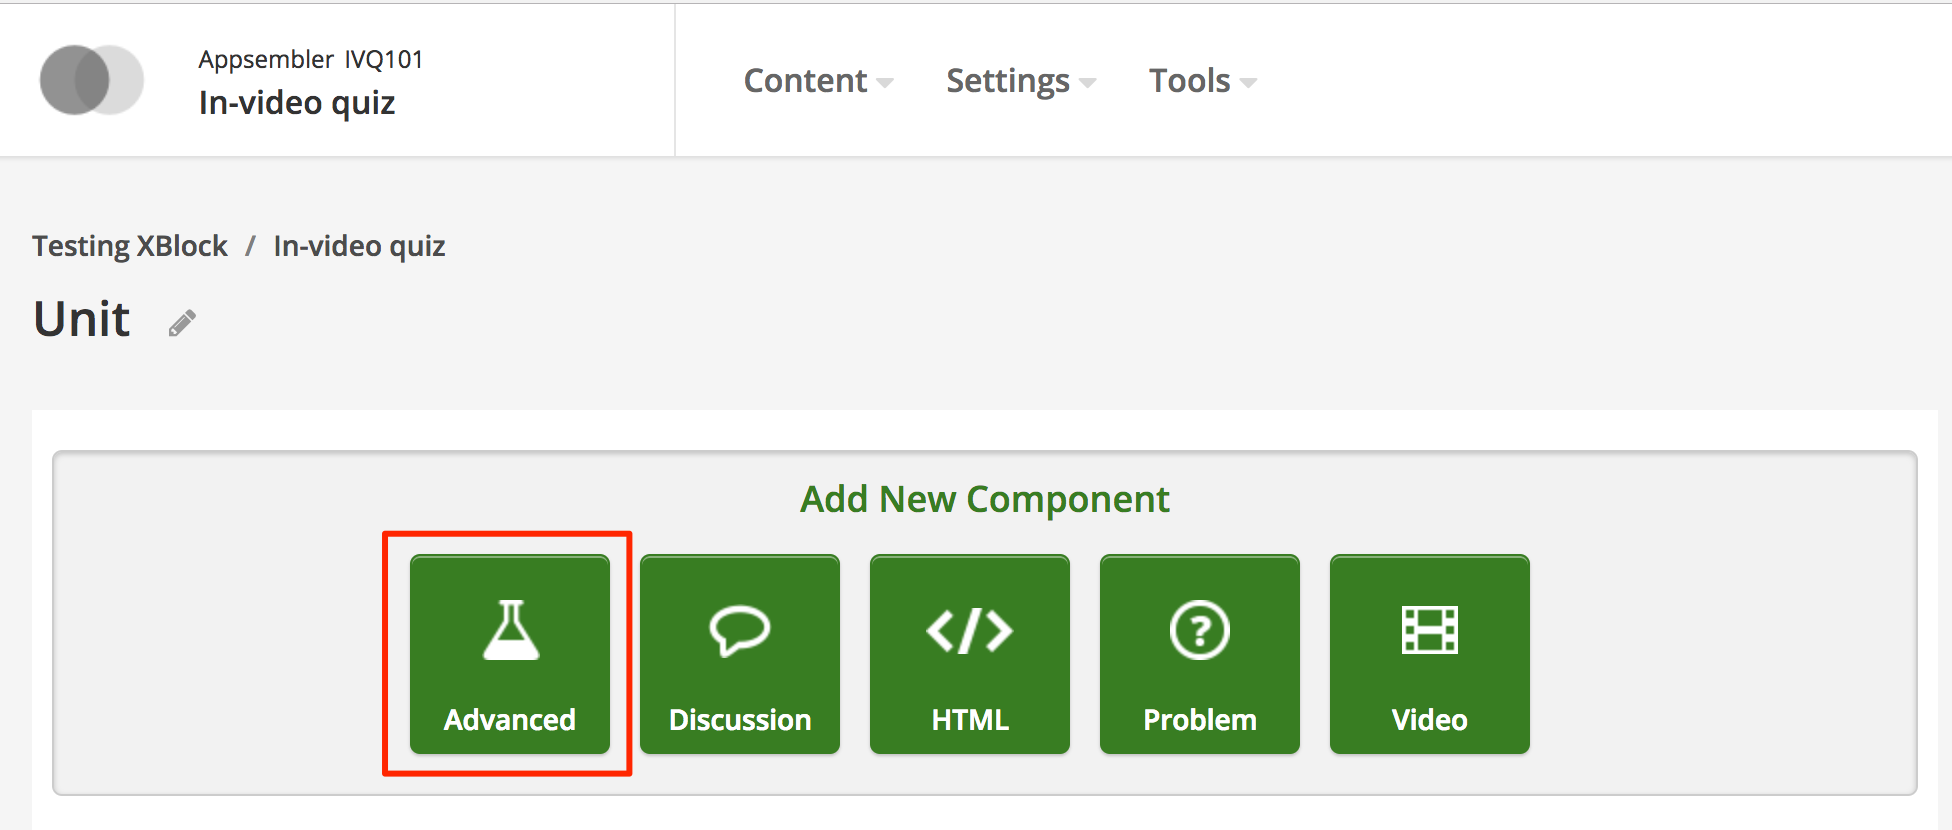 Appsembler IVQ101
In-video quiz
Content Settings Tools
Testing XBlock / In-video quiz
Unit
Add New Component
Advanced Discussion HTML Problem Video